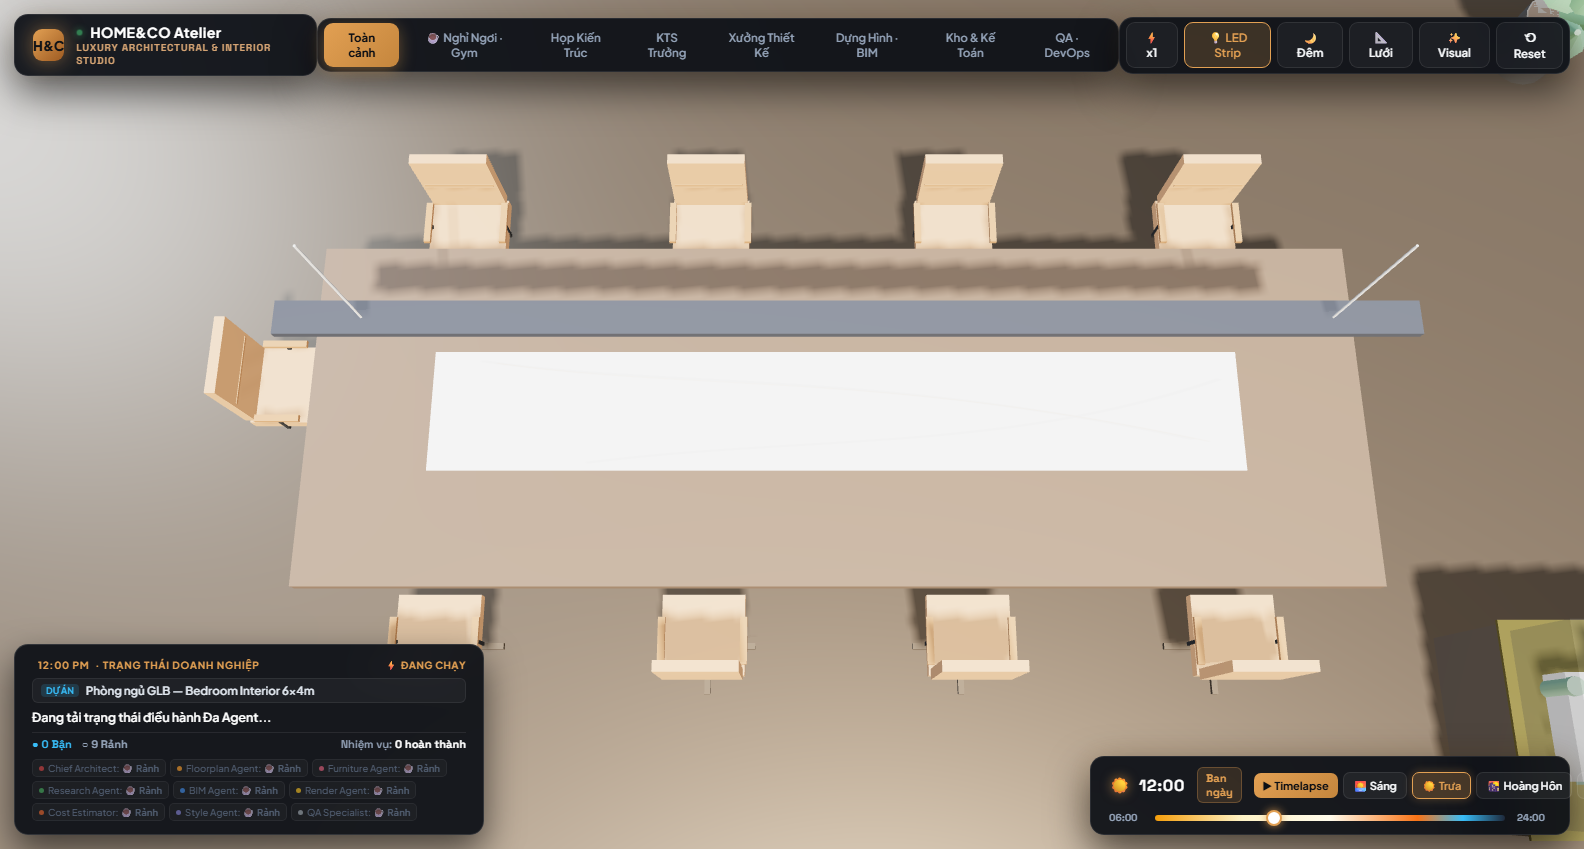 H&C
HOME&CO Atelier
LUXURY ARCHITECTURAL & INTERIOR
STUDIO
Toàn
cảnh
Nghỉ Ngơi ·
Gym
Họp Kiến
Trúc
KTS
Trưởng
Xưởng Thiết
Kế
Dựng Hình ·
BIM
Kho & Kế
Toán
QA ·
DevOps
x1
LED
Strip
Đêm
Lưới
Visual
Reset
12:00 PM · TRẠNG THÁI DOANH NGHIỆP
ĐANG CHẠY
DỰ ÁN Phòng ngủ GLB — Bedroom Interior 6×4m
Đang tải trạng thái điều hành Đa Agent...
0 Bận 9 Rảnh
Nhiệm vụ: 0 hoàn thành
Chief Architect: Rảnh
Floorplan Agent: Rảnh
Furniture Agent: Rảnh
Research Agent: Rảnh
BIM Agent: Rảnh
Render Agent: Rảnh
Cost Estimator: Rảnh
Style Agent: Rảnh
QA Specialist: Rảnh
12:00
Ban
ngày
▶ Timelapse
Sáng
Trưa
Hoàng Hôn
06:00
24:00